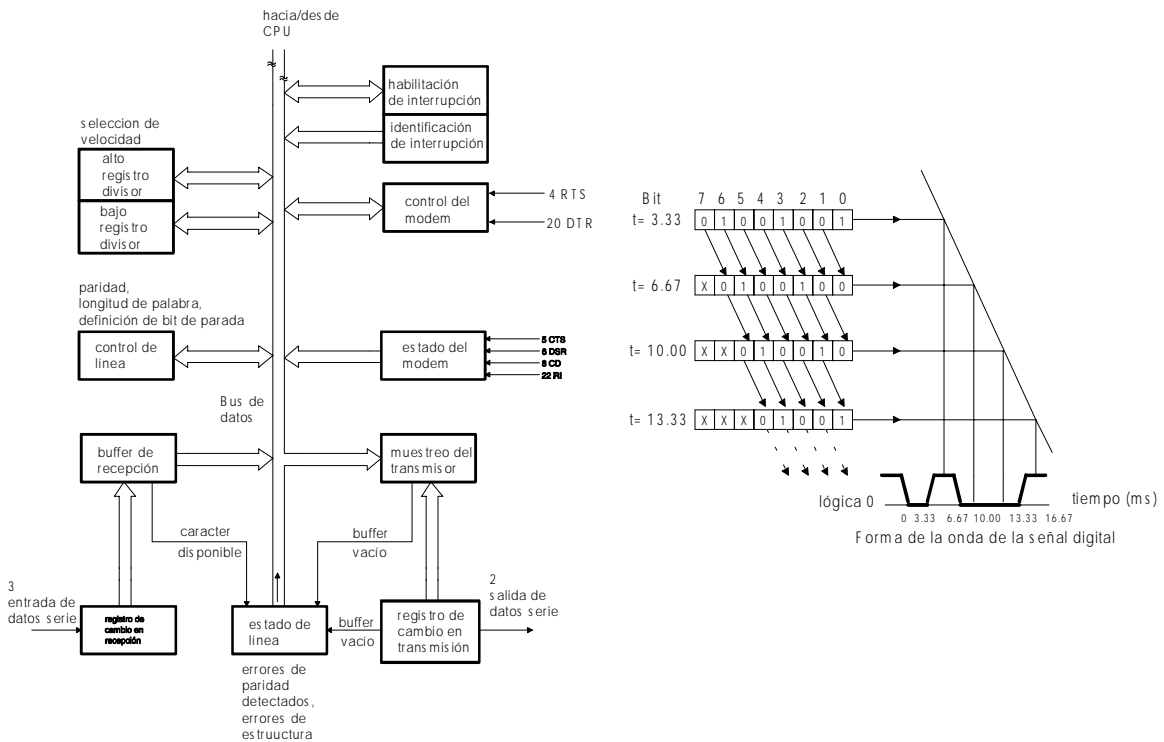 hacia/desde
CPU
habilitación
de interrupción
identificación
de interrupción
seleccion de
velocidad
alto
registro
divisor
bajo
registro
divisor
control del
modem
4 RTS
20 DTR
paridad,
longitud de palabra,
definición de bit de parada
control de
linea
estado del
modem
5 CTS
6 DSR
8 CD
22 RI
Bus de
datos
buffer de
recepción
muestreo del
transmisor
caracter
disponible
buffer
vacio
3
entrada de
datos serie
registro de
cambio en
recepción
estado de
linea
buffer
vacio
registro de
cambio en
transmisión
2
salida de
datos serie
errores de
paridad
detectados,
errores de
estruuctura
Bit 7 6 5 4 3 2 1 0
t= 3.33 0 1 0 0 1 0 0 1
t= 6.67 X 0 1 0 0 1 0 0
t= 10.00 X X 0 1 0 0 1 0
t= 13.33 X X X 0 1 0 0 1
lógica 0
tiempo (ms)
0 3.33 6.67 10.00 13.33 16.67
Forma de la onda de la señal digital